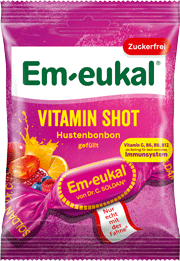 Zuckerfrei
Em-eukal®
VITAMIN SHOT
Hustenbonbon
gefüllt
Vitamin C, B6, B8, B12
Immunsystem
Em-eukal®
von Dr. C. SOLDAN®
Nur
echt mit
der
Fahne®